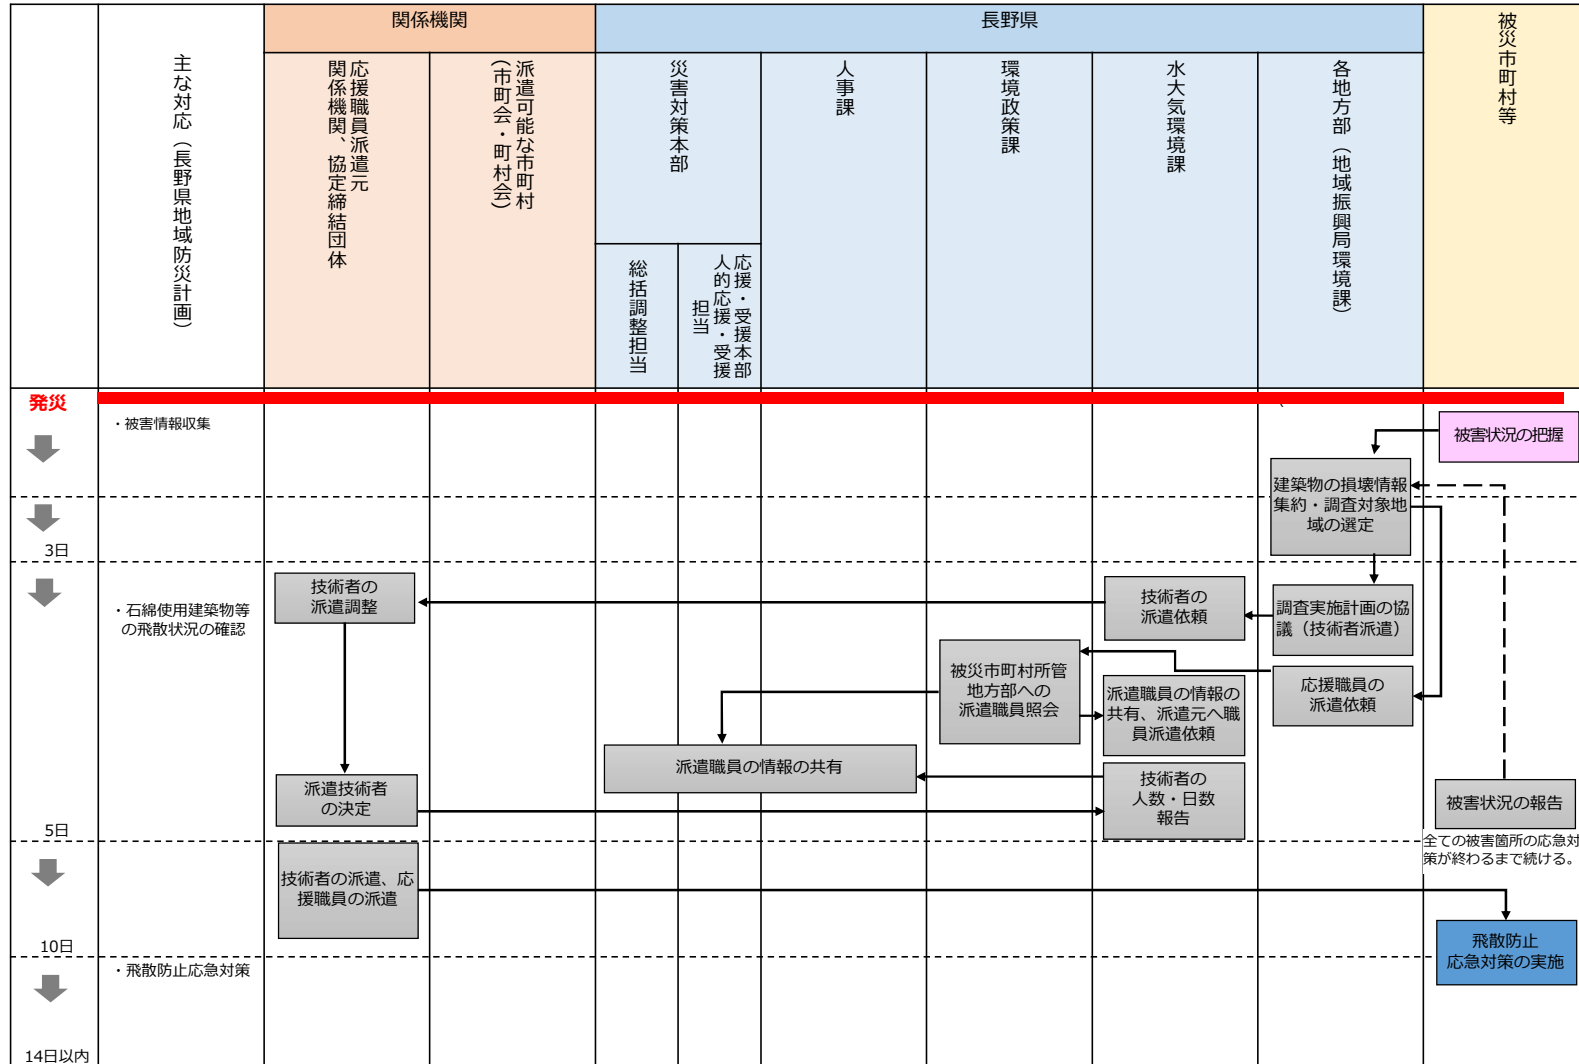 関係機関
長野県
被災市町村等
主な対応（長野県地域防災計画）
応援職員派遣元
関係機関、協定締結団体
派遣可能な市町村
（市町会・町村会）
災害対策本部
人事課
環境政策課
水大気環境課
各地方部（地域振興局環境課）
総括調整担当
応援・受援本部
人的応援・受援
担当
発災
・被害情報収集
被害状況の把握
建築物の損壊情報
集約・調査対象地
域の選定
3日
・石綿使用建築物等
の飛散状況の確認
技術者の
派遣調整
技術者の
派遣依頼
調査実施計画の協
議（技術者派遣）
被災市町村所管
地方部への
派遣職員照会
派遣職員の情報の
共有、派遣元へ職
員派遣依頼
応援職員の
派遣依頼
派遣職員の情報の共有
派遣技術者
の決定
技術者の
人数・日数
報告
被害状況の報告
全ての被害箇所の応急対
策が終わるまで続ける。
5日
技術者の派遣、応
援職員の派遣
10日
・飛散防止応急対策
飛散防止
応急対策の実施
14日以内